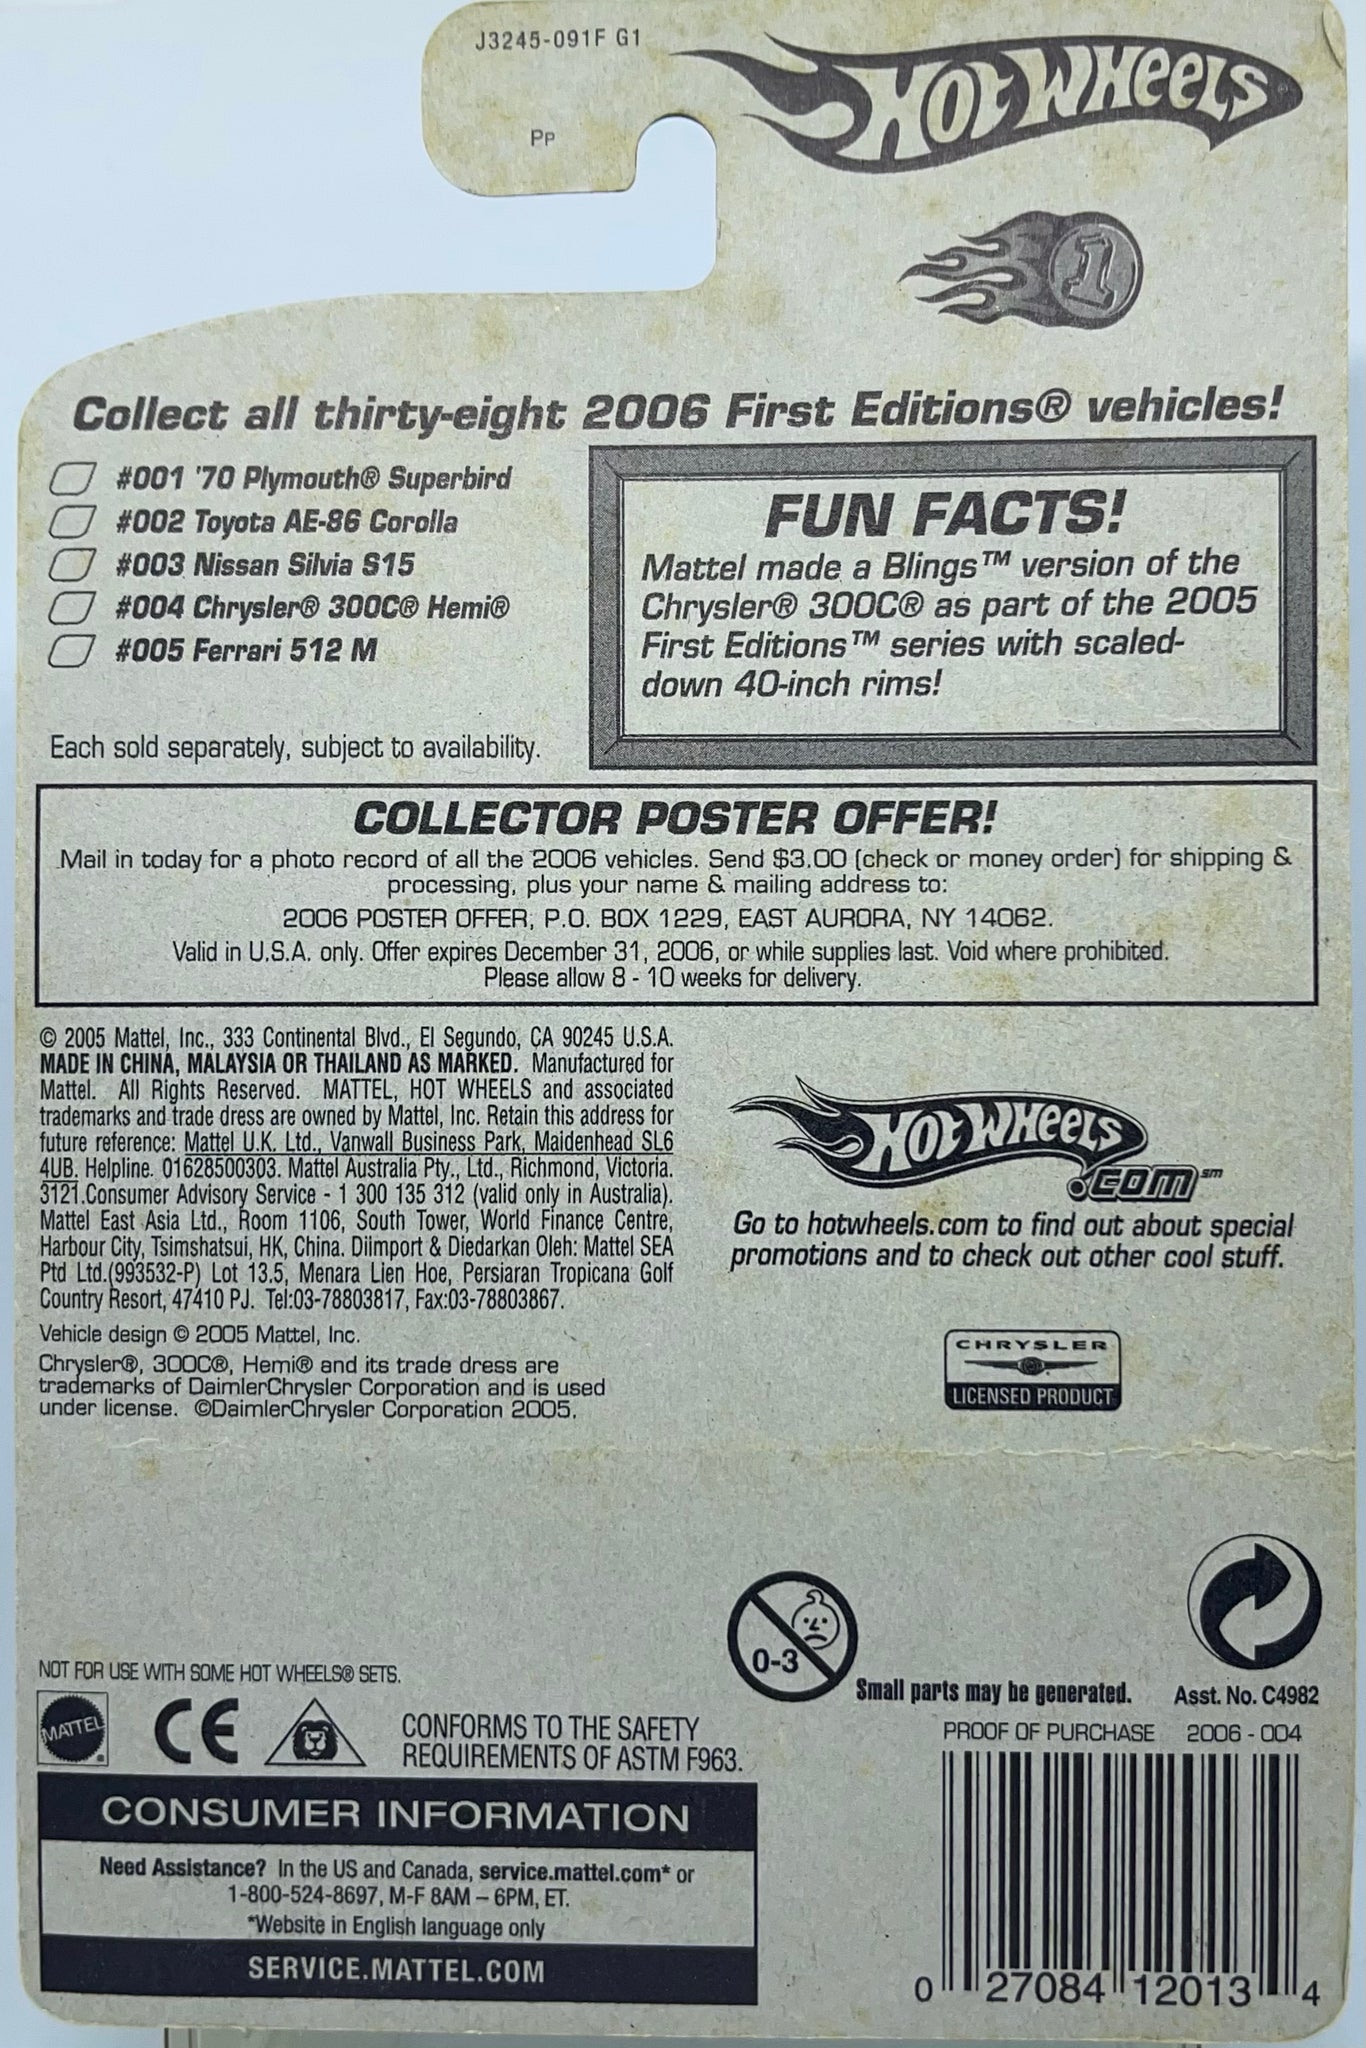 J3245-091F G1
PP
HOT WHEELS®
1
Collect all thirty-eight 2006 First Editions® vehicles!
#001 '70 Plymouth® Superbird
#002 Toyota AE-86 Corolla
#003 Nissan Silvia S15
#004 Chrysler® 300C® Hemi®
#005 Ferrari 512 M
Each sold separately, subject to availability.
FUN FACTS!
Mattel made a Blings™ version of the
Chrysler® 300C® as part of the 2005
First Editions™ series with scaled-
down 40-inch rims!
COLLECTOR POSTER OFFER!
Mail in today for a photo record of all the 2006 vehicles. Send $3.00 (check or money order) for shipping &
processing, plus your name & mailing address to:
2006 POSTER OFFER, P.O. BOX 1229, EAST AURORA, NY 14062.
Valid in U.S.A. only. Offer expires December 31, 2006, or while supplies last. Void where prohibited.
Please allow 8 - 10 weeks for delivery.
© 2005 Mattel, Inc., 333 Continental Blvd., El Segundo, CA 90245 U.S.A.
MADE IN CHINA, MALAYSIA OR THAILAND AS MARKED. Manufactured for
Mattel. All Rights Reserved. MATTEL, HOT WHEELS and associated
trademarks and trade dress are owned by Mattel, Inc. Retain this address for
future reference: Mattel U.K. Ltd., Vanwall Business Park, Maidenhead SL6
4UB. Helpline. 01628500303. Mattel Australia Pty., Ltd., Richmond, Victoria.
3121.Consumer Advisory Service - 1 300 135 312 (valid only in Australia).
Mattel East Asia Ltd., Room 1106, South Tower, World Finance Centre,
Harbour City, Tsimshatsui, HK, China. Diimport & Diedarkan Oleh: Mattel SEA
Ptd Ltd.(993532-P) Lot 13.5, Menara Lien Hoe, Persiaran Tropicana Golf
Country Resort, 47410 PJ. Tel:03-78803817, Fax:03-78803867.
Vehicle design © 2005 Mattel, Inc.
Chrysler®, 300C®, Hemi® and its trade dress are
trademarks of DaimlerChrysler Corporation and is used
under license. ©DaimlerChrysler Corporation 2005.
HOT WHEELS
.COM℠
Go to hotwheels.com to find out about special
promotions and to check out other cool stuff.
CHRYSLER
LICENSED PRODUCT
0-3
Small parts may be generated.
Asst. No. C4982
NOT FOR USE WITH SOME HOT WHEELS® SETS.
MATTEL®
CE
CONFORMS TO THE SAFETY
REQUIREMENTS OF ASTM F963.
PROOF OF PURCHASE 2006 - 004
CONSUMER INFORMATION
Need Assistance? In the US and Canada, service.mattel.com* or
1-800-524-8697, M-F 8AM – 6PM, ET.
*Website in English language only
SERVICE.MATTEL.COM
0 27084 12013 4